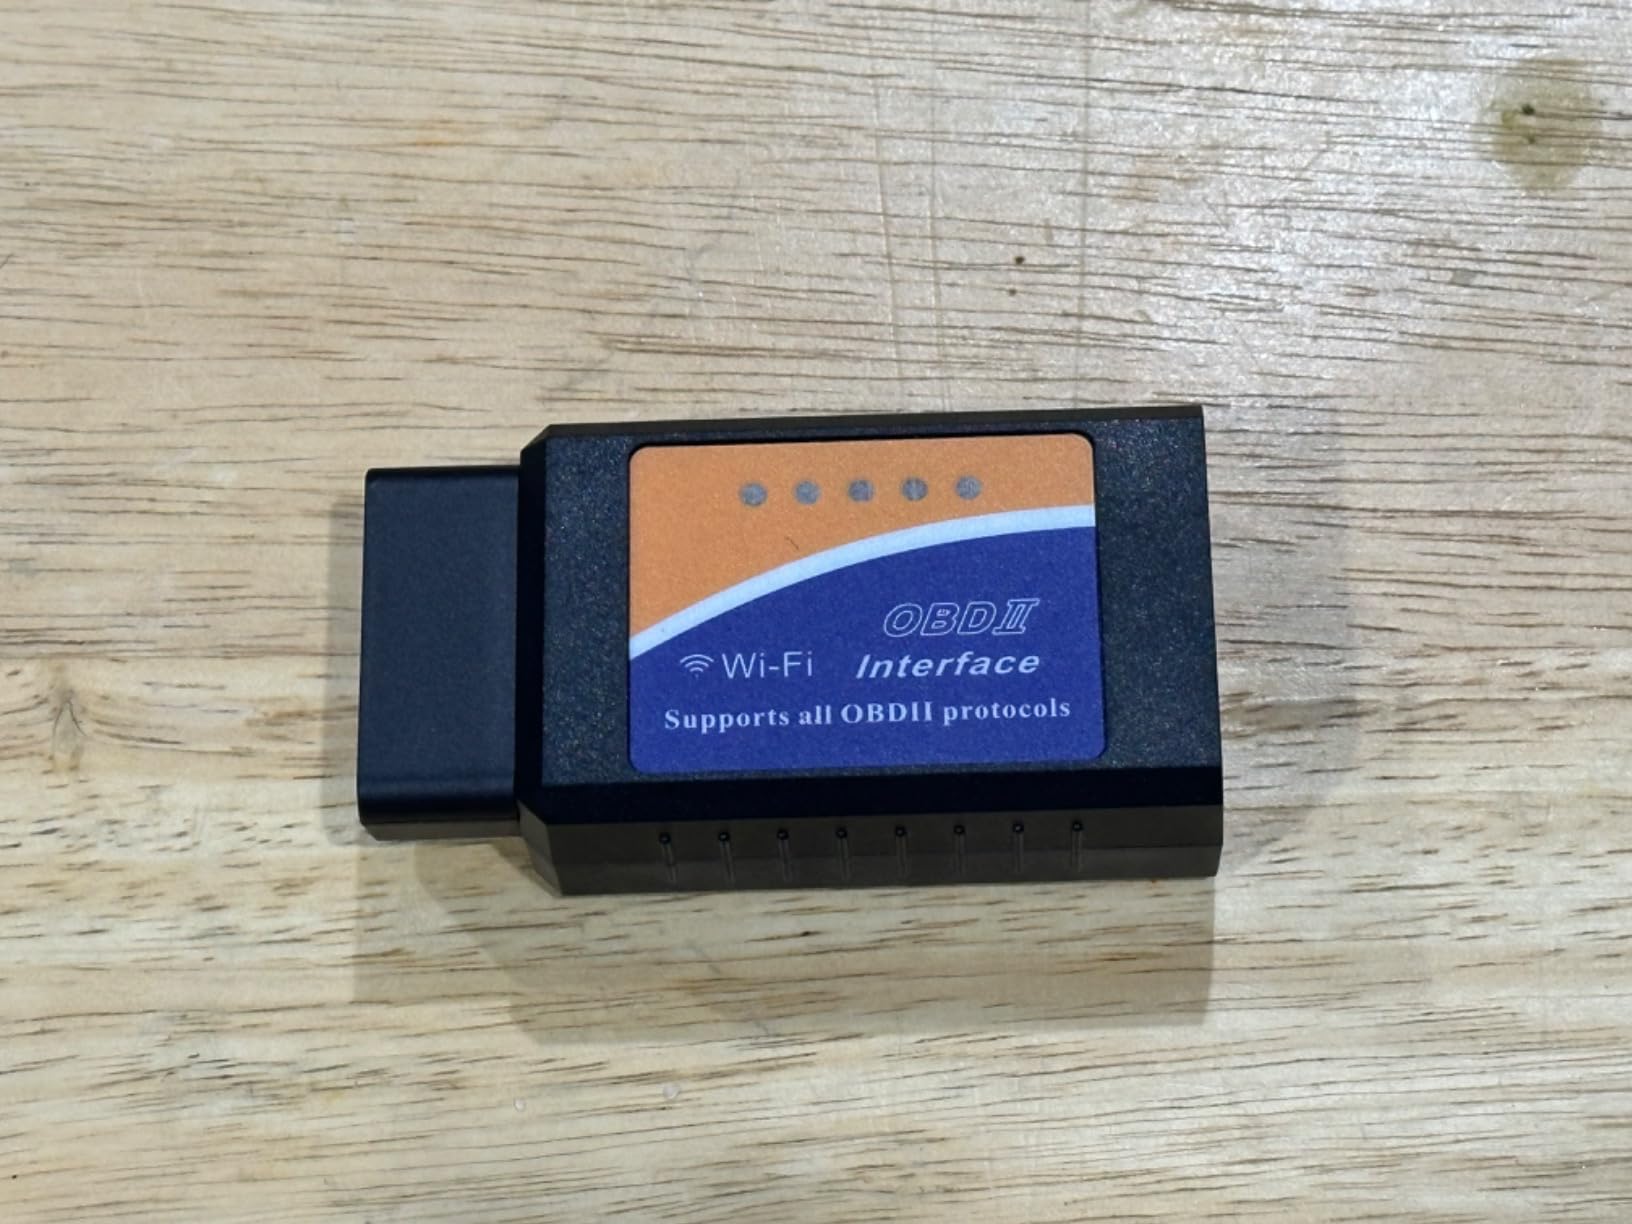 OBDII
Wi-Fi Interface
Supports all OBDII protocols